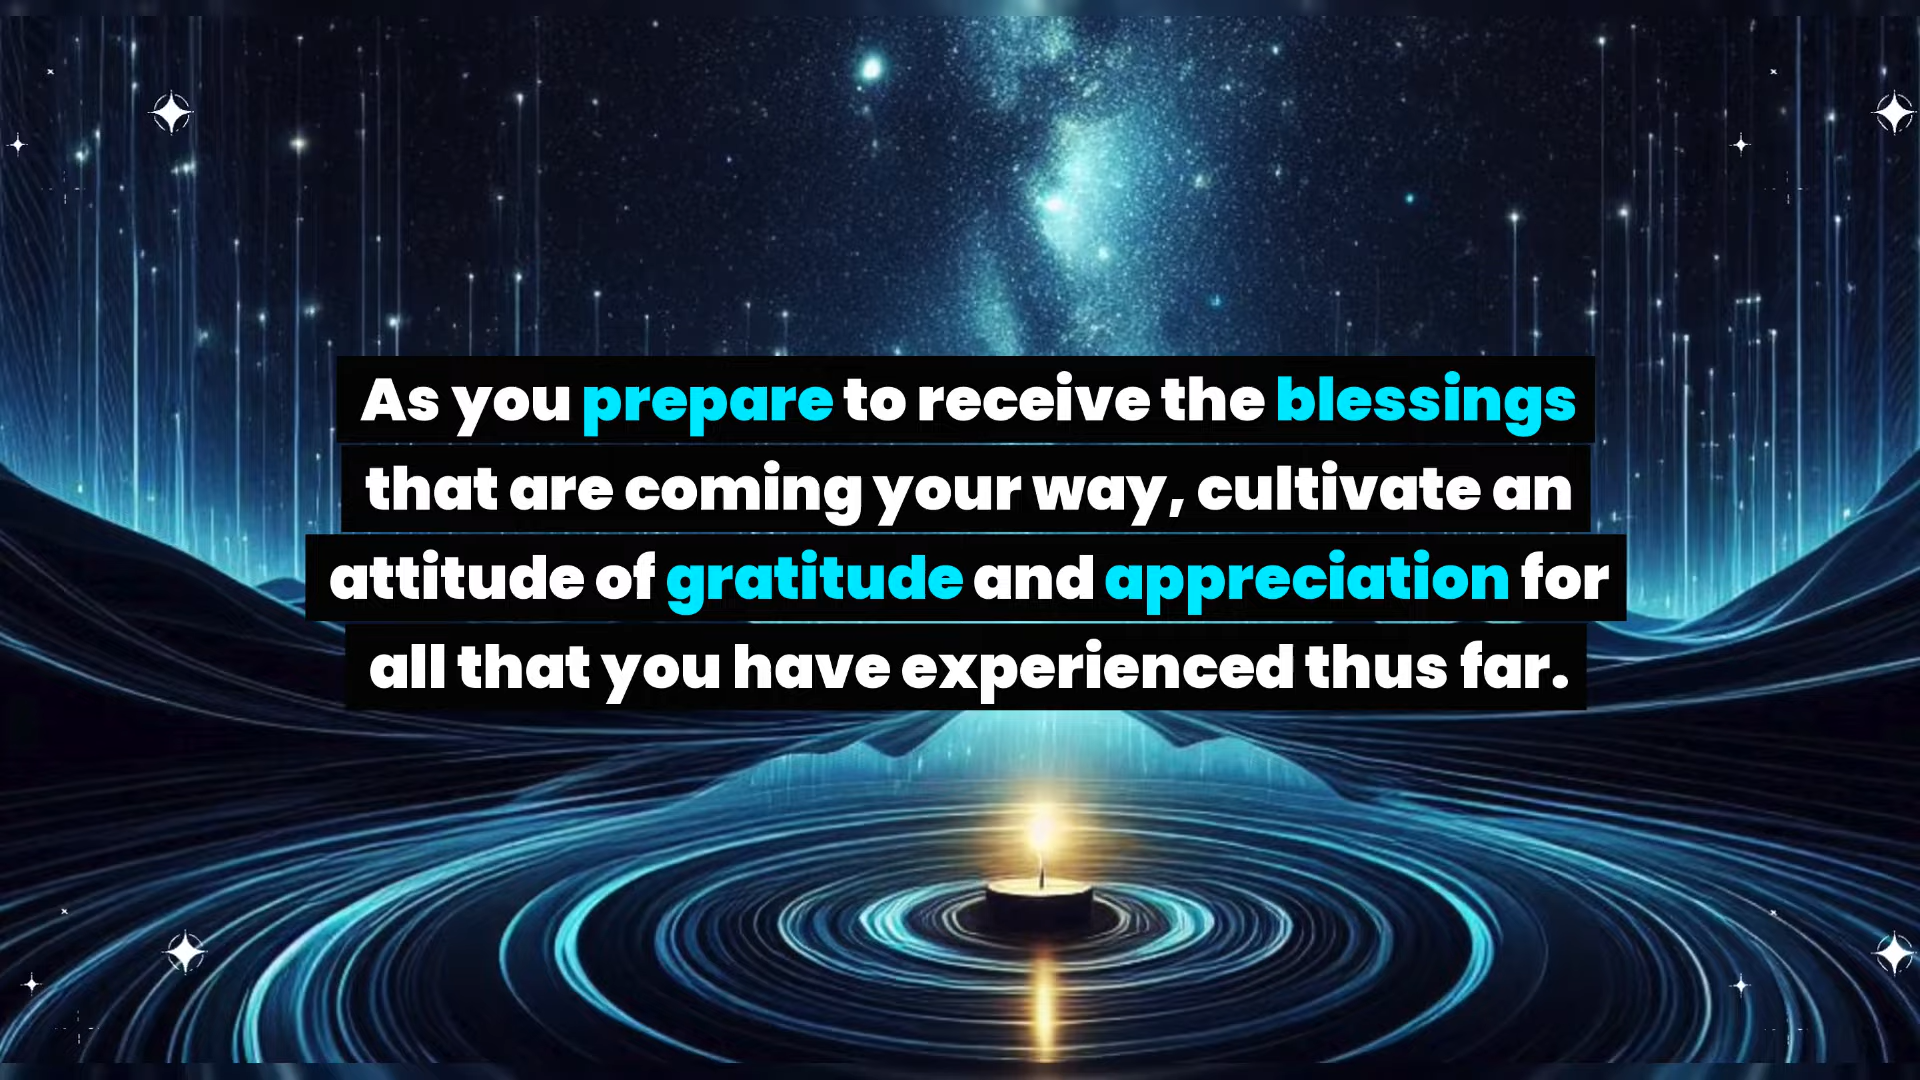 As you prepare to receive the blessings
that are coming your way, cultivate an
attitude of gratitude and appreciation for
all that you have experienced thus far.